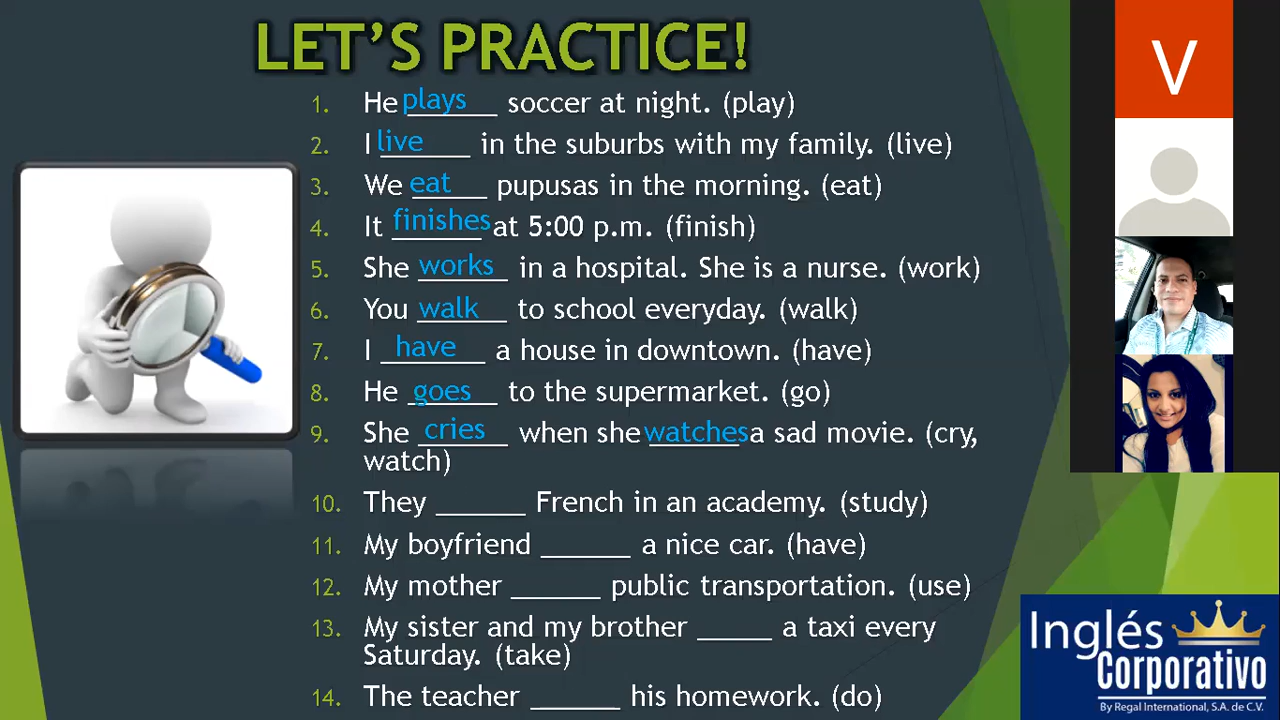 LET'S PRACTICE!
1. He plays soccer at night. (play)
2. I live in the suburbs with my family. (live)
3. We eat pupusas in the morning. (eat)
4. It finishes at 5:00 p.m. (finish)
5. She works in a hospital. She is a nurse. (work)
6. You walk to school everyday. (walk)
7. I have a house in downtown. (have)
8. He goes to the supermarket. (go)
9. She cries when she watches a sad movie. (cry,
watch)
10. They ______ French in an academy. (study)
11. My boyfriend ______ a nice car. (have)
12. My mother ______ public transportation. (use)
13. My sister and my brother _____ a taxi every
Saturday. (take)
14. The teacher ______ his homework. (do)
V
Inglés
Corporativo
By Regal International, S.A. de C.V.